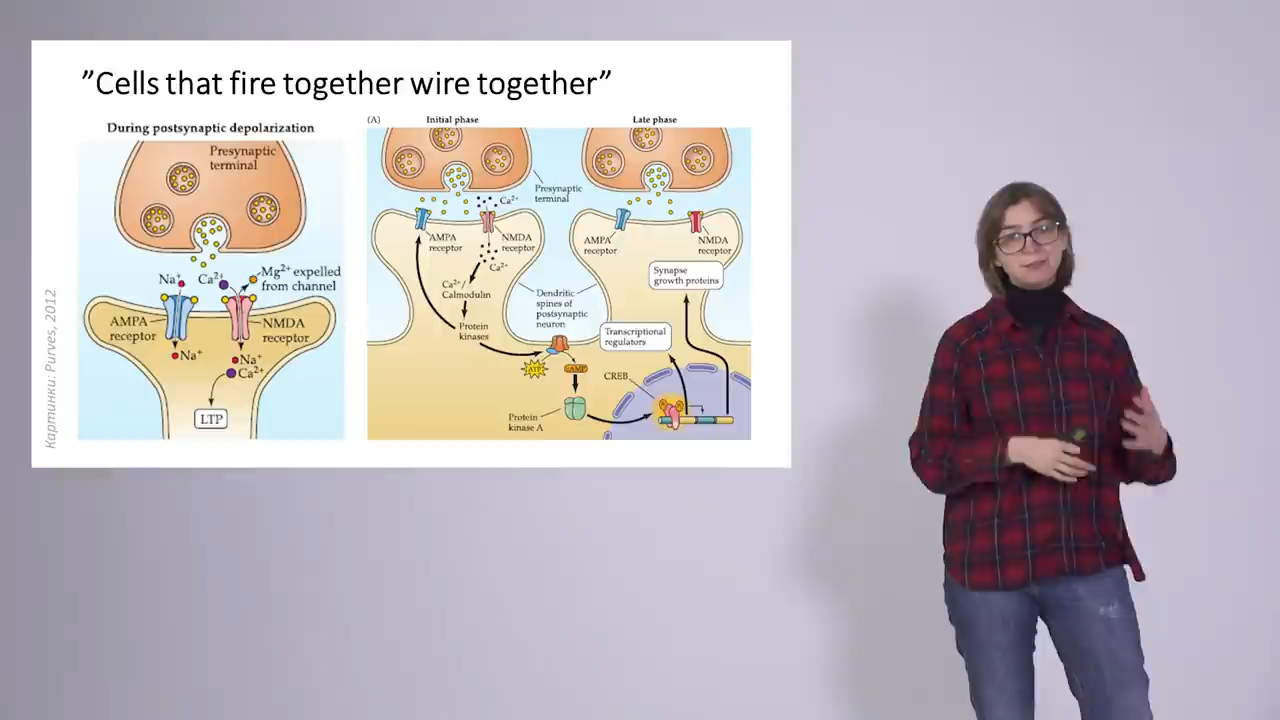 ”Cells that fire together wire together”
During postsynaptic depolarization
Presynaptic
terminal
Na⁺
Ca²⁺
Mg²⁺ expelled
from channel
AMPA
receptor
NMDA
receptor
Na⁺
Na⁺
Ca²⁺
LTP
Картинки: Purves, 2012
(A)
Initial phase
Late phase
Ca²⁺
Presynaptic
terminal
AMPA
receptor
NMDA
receptor
Ca²⁺
Ca²⁺/
Calmodulin
Protein
kinases
Dendritic
spines of
postsynaptic
neuron
AMPA
receptor
NMDA
receptor
Synapse
growth proteins
Transcriptional
regulators
ATP
cAMP
CREB
Protein
kinase A